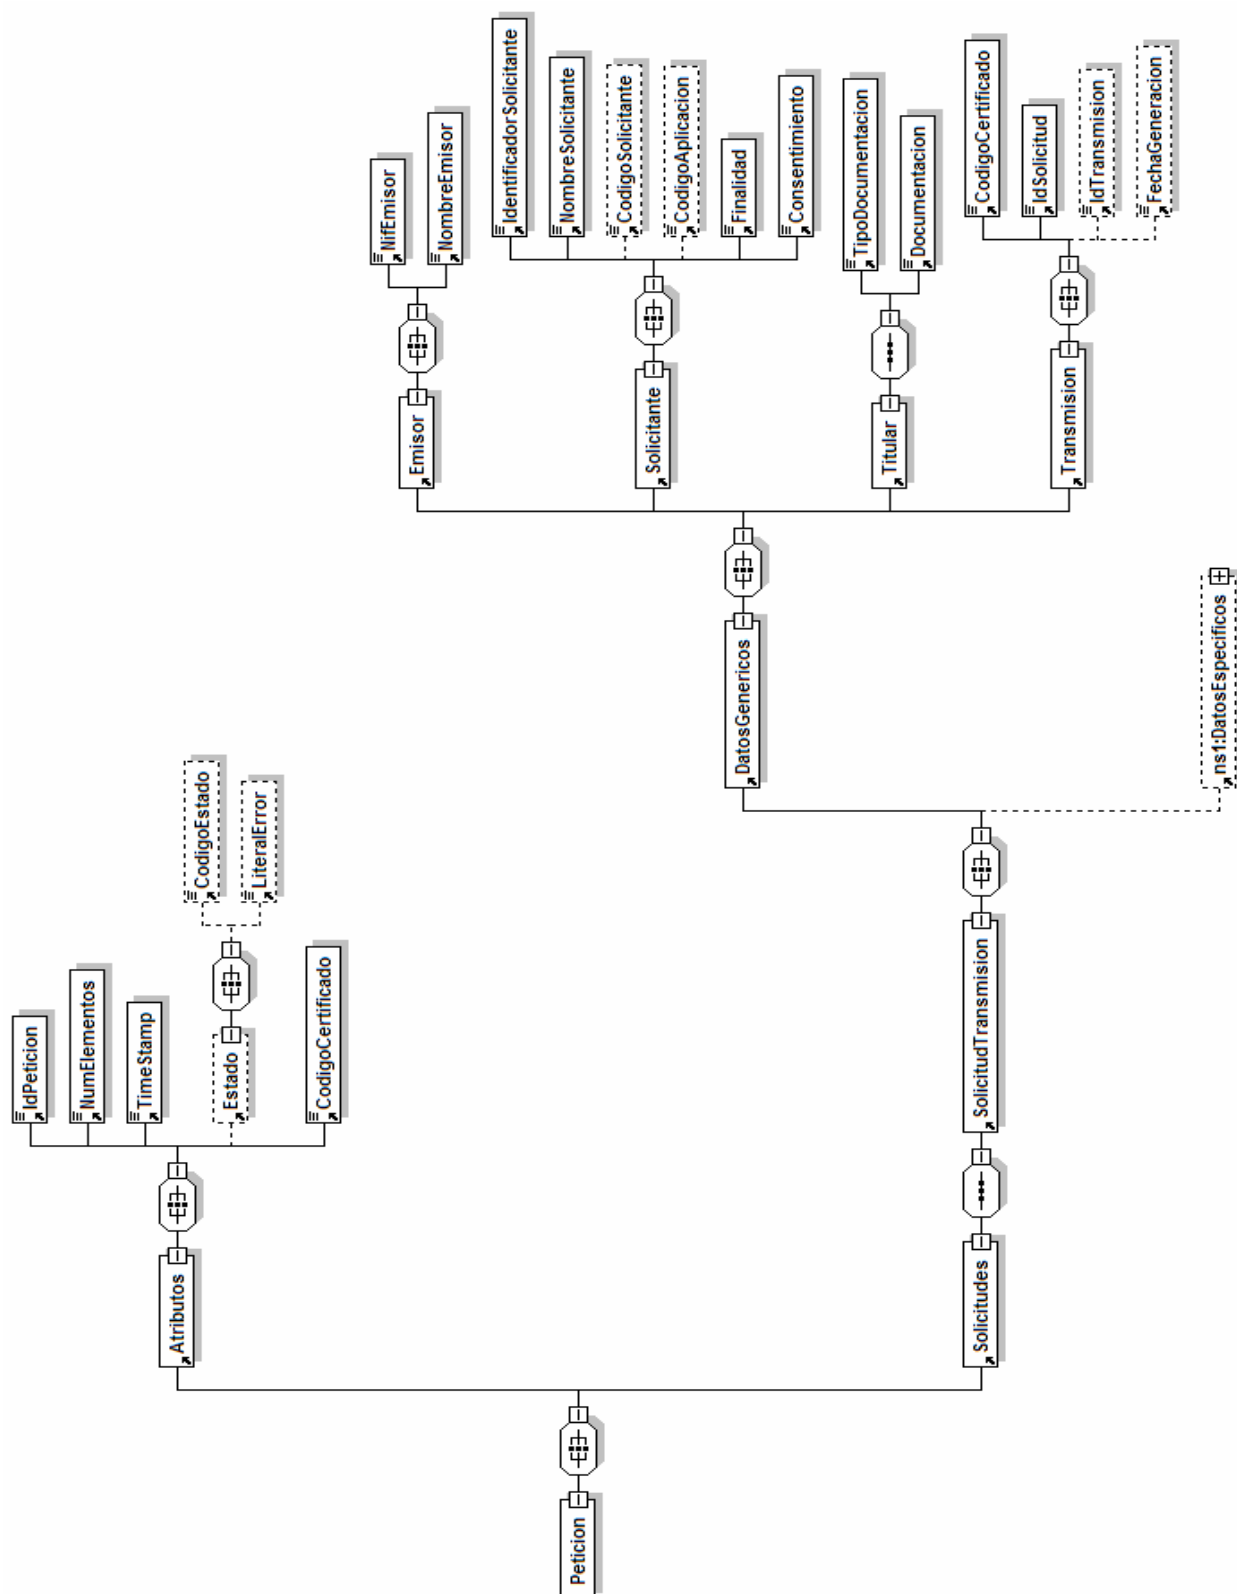 Peticion
Atributos
IdPeticion
NumElementos
TimeStamp
Estado
CodigoEstado
LiteralError
CodigoCertificado
Solicitudes
SolicitudTransmision
DatosGenericos
Emisor
NifEmisor
NombreEmisor
Solicitante
IdentificadorSolicitante
NombreSolicitante
CodigoSolicitante
CodigoAplicacion
Finalidad
Consentimiento
Titular
TipoDocumentacion
Documentacion
Transmision
CodigoCertificado
IdSolicitud
IdTransmision
FechaGeneracion
ns1:DatosEspecificos